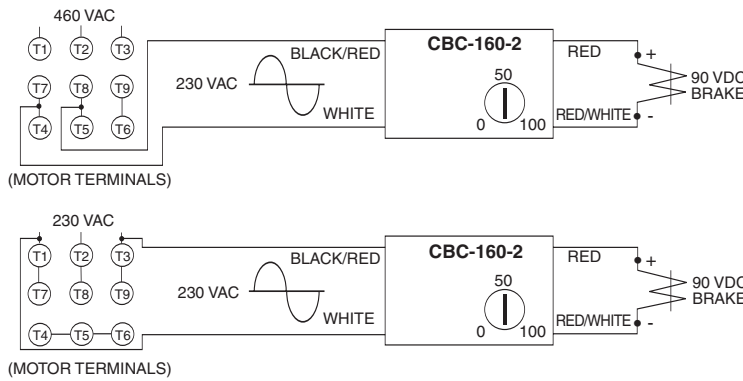 460 VAC
T1 T2 T3
T7 T8 T9
T4 T5 T6
(MOTOR TERMINALS)
230 VAC
BLACK/RED
WHITE
CBC-160-2
50
0 100
RED
+
RED/WHITE -
90 VDC
BRAKE
230 VAC
T1 T2 T3
T7 T8 T9
T4 T5 T6
(MOTOR TERMINALS)
230 VAC
BLACK/RED
WHITE
CBC-160-2
50
0 100
RED
+
RED/WHITE -
90 VDC
BRAKE